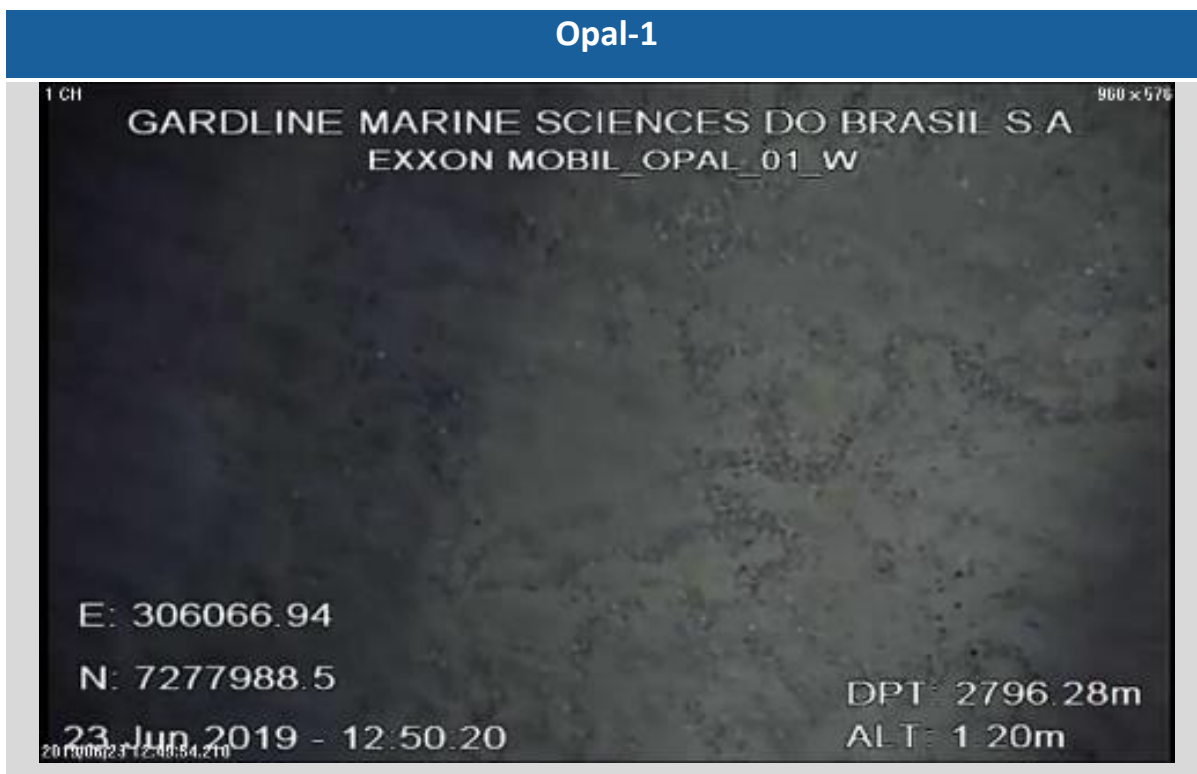 Opal-1
1 CH
960 x 576
GARDLINE MARINE SCIENCES DO BRASIL S.A
EXXON MOBIL_OPAL_01_W
E: 306066.94
N: 7277988.5
DPT: 2796.28m
23 Jun 2019 - 12.50.20
ALT: 1.20m